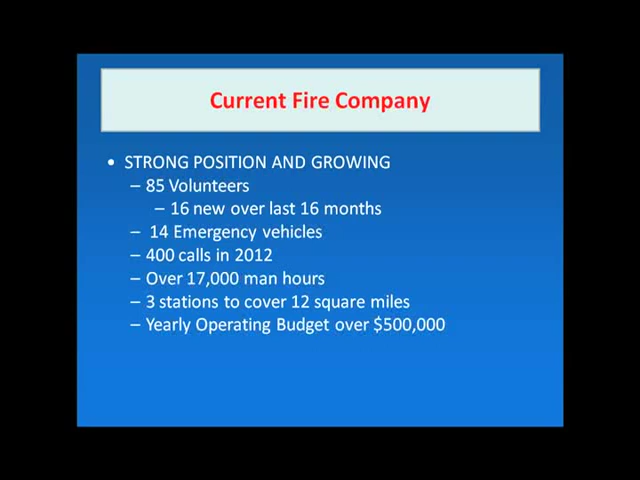 Current Fire Company
• STRONG POSITION AND GROWING
– 85 Volunteers
– 16 new over last 16 months
– 14 Emergency vehicles
– 400 calls in 2012
– Over 17,000 man hours
– 3 stations to cover 12 square miles
– Yearly Operating Budget over $500,000